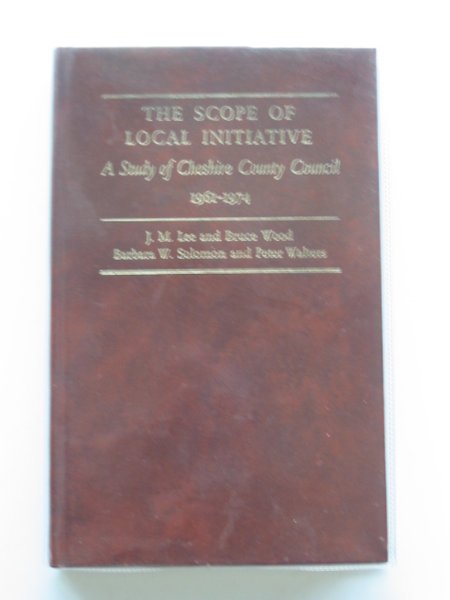 THE SCOPE OF
LOCAL INITIATIVE
A Study of Cheshire County Council
1961-1974
J. M. Lee and Bruce Wood
Barbara W. Solomon and Peter Walters